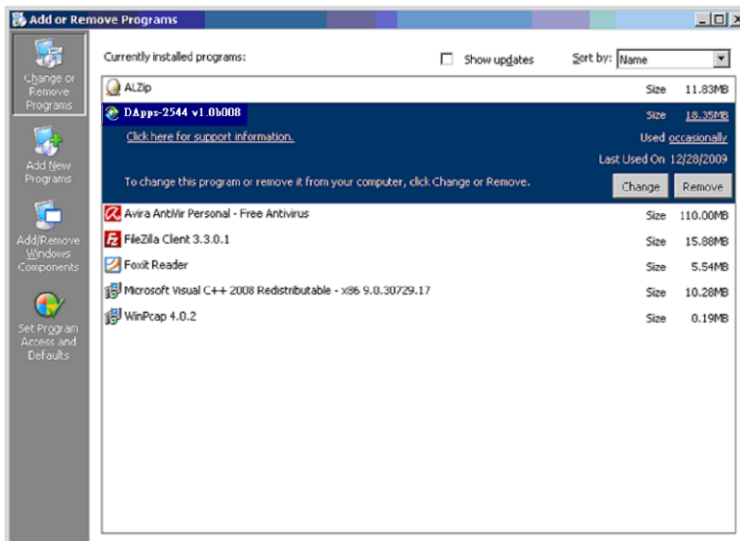 Add or Remove Programs
Change or
Remove
Programs
Currently installed programs:
Show updates
Sort by: Name
ALZip Size 11.83MB
DApps-2544 v1.0b008 Size 18.35MB
Click here for support information. Used occasionally
Last Used On 12/28/2009
To change this program or remove it from your computer, click Change or Remove. Change Remove
Add New
Programs
Avira AntiVir Personal - Free Antivirus Size 110.00MB
FileZilla Client 3.3.0.1 Size 15.88MB
Foxit Reader Size 5.54MB
Microsoft Visual C++ 2008 Redistributable - x86 9.0.30729.17 Size 10.28MB
WinPcap 4.0.2 Size 0.19MB
Add/Remove
Windows
Components
Set Program
Access and
Defaults